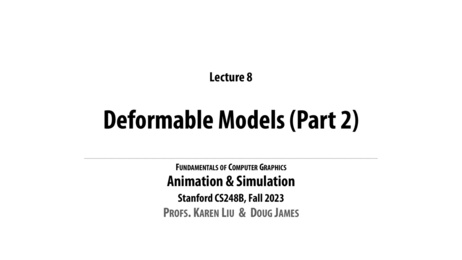 Lecture 8
Deformable Models (Part 2)
Fundamentals of Computer Graphics
Animation & Simulation
Stanford CS248B, Fall 2023
Profs. Karen Liu & Doug James